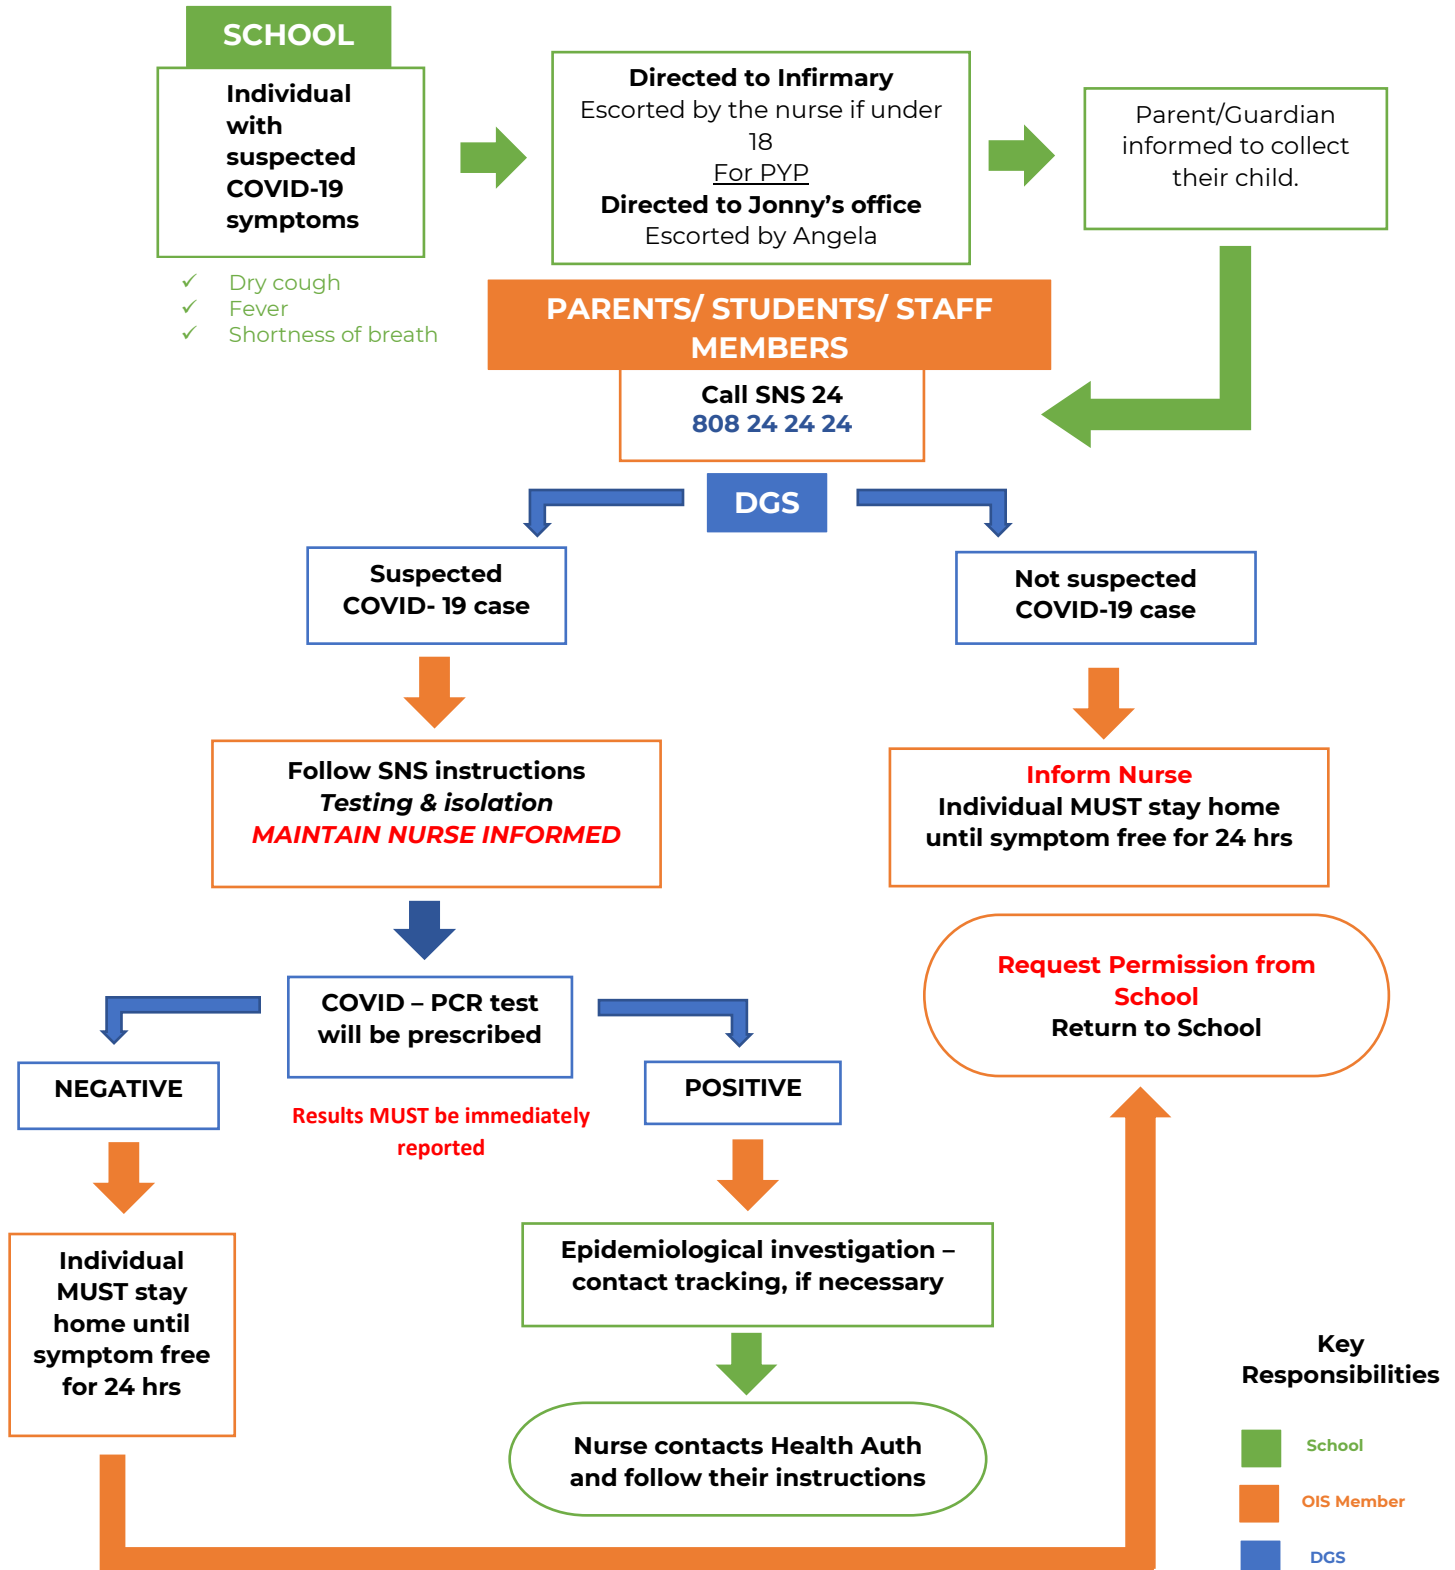 SCHOOL
Individual
with
suspected
COVID-19
symptoms
✓ Dry cough
✓ Fever
✓ Shortness of breath
Directed to Infirmary
Escorted by the nurse if under
18
For PYP
Directed to Jonny’s office
Escorted by Angela
Parent/Guardian
informed to collect
their child.
PARENTS/ STUDENTS/ STAFF
MEMBERS
Call SNS 24
808 24 24 24
DGS
Suspected
COVID- 19 case
Not suspected
COVID-19 case
Follow SNS instructions
Testing & isolation
MAINTAIN NURSE INFORMED
Inform Nurse
Individual MUST stay home
until symptom free for 24 hrs
Request Permission from
School
Return to School
COVID – PCR test
will be prescribed
NEGATIVE
POSITIVE
Results MUST be immediately
reported
Individual
MUST stay
home until
symptom free
for 24 hrs
Epidemiological investigation –
contact tracking, if necessary
Nurse contacts Health Auth
and follow their instructions
Key
Responsibilities
School
OIS Member
DGS